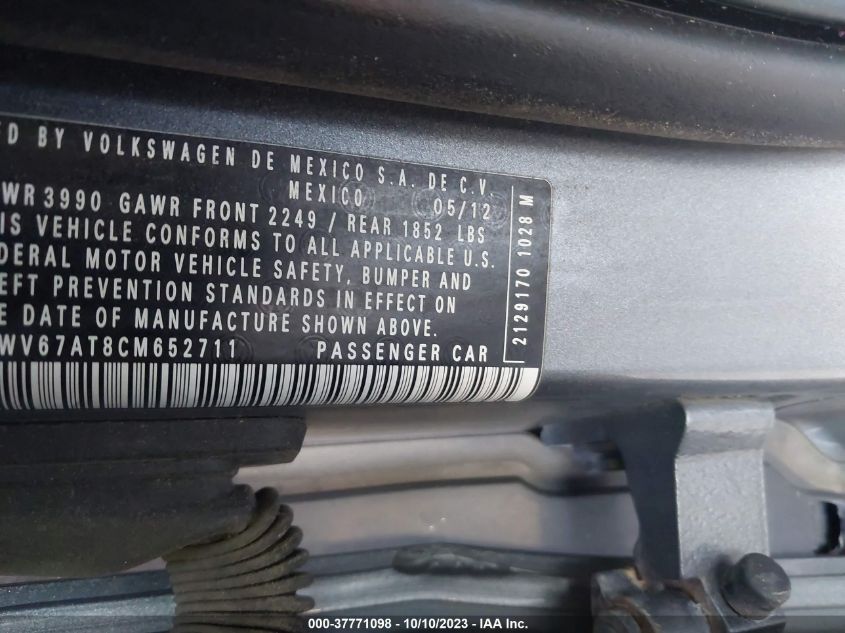 FD BY VOLKSWAGEN DE MEXICO S.A. DE C.V.
MEXICO 05/12
WR 3990 GAWR FRONT 2249 / REAR 1852 LBS
IS VEHICLE CONFORMS TO ALL APPLICABLE U.S.
DERAL MOTOR VEHICLE SAFETY, BUMPER AND
EFT PREVENTION STANDARDS IN EFFECT ON
E DATE OF MANUFACTURE SHOWN ABOVE.
WV67AT8CM652711 PASSENGER CAR
2129170 1028 M
000-37771098 - 10/10/2023 - IAA Inc.